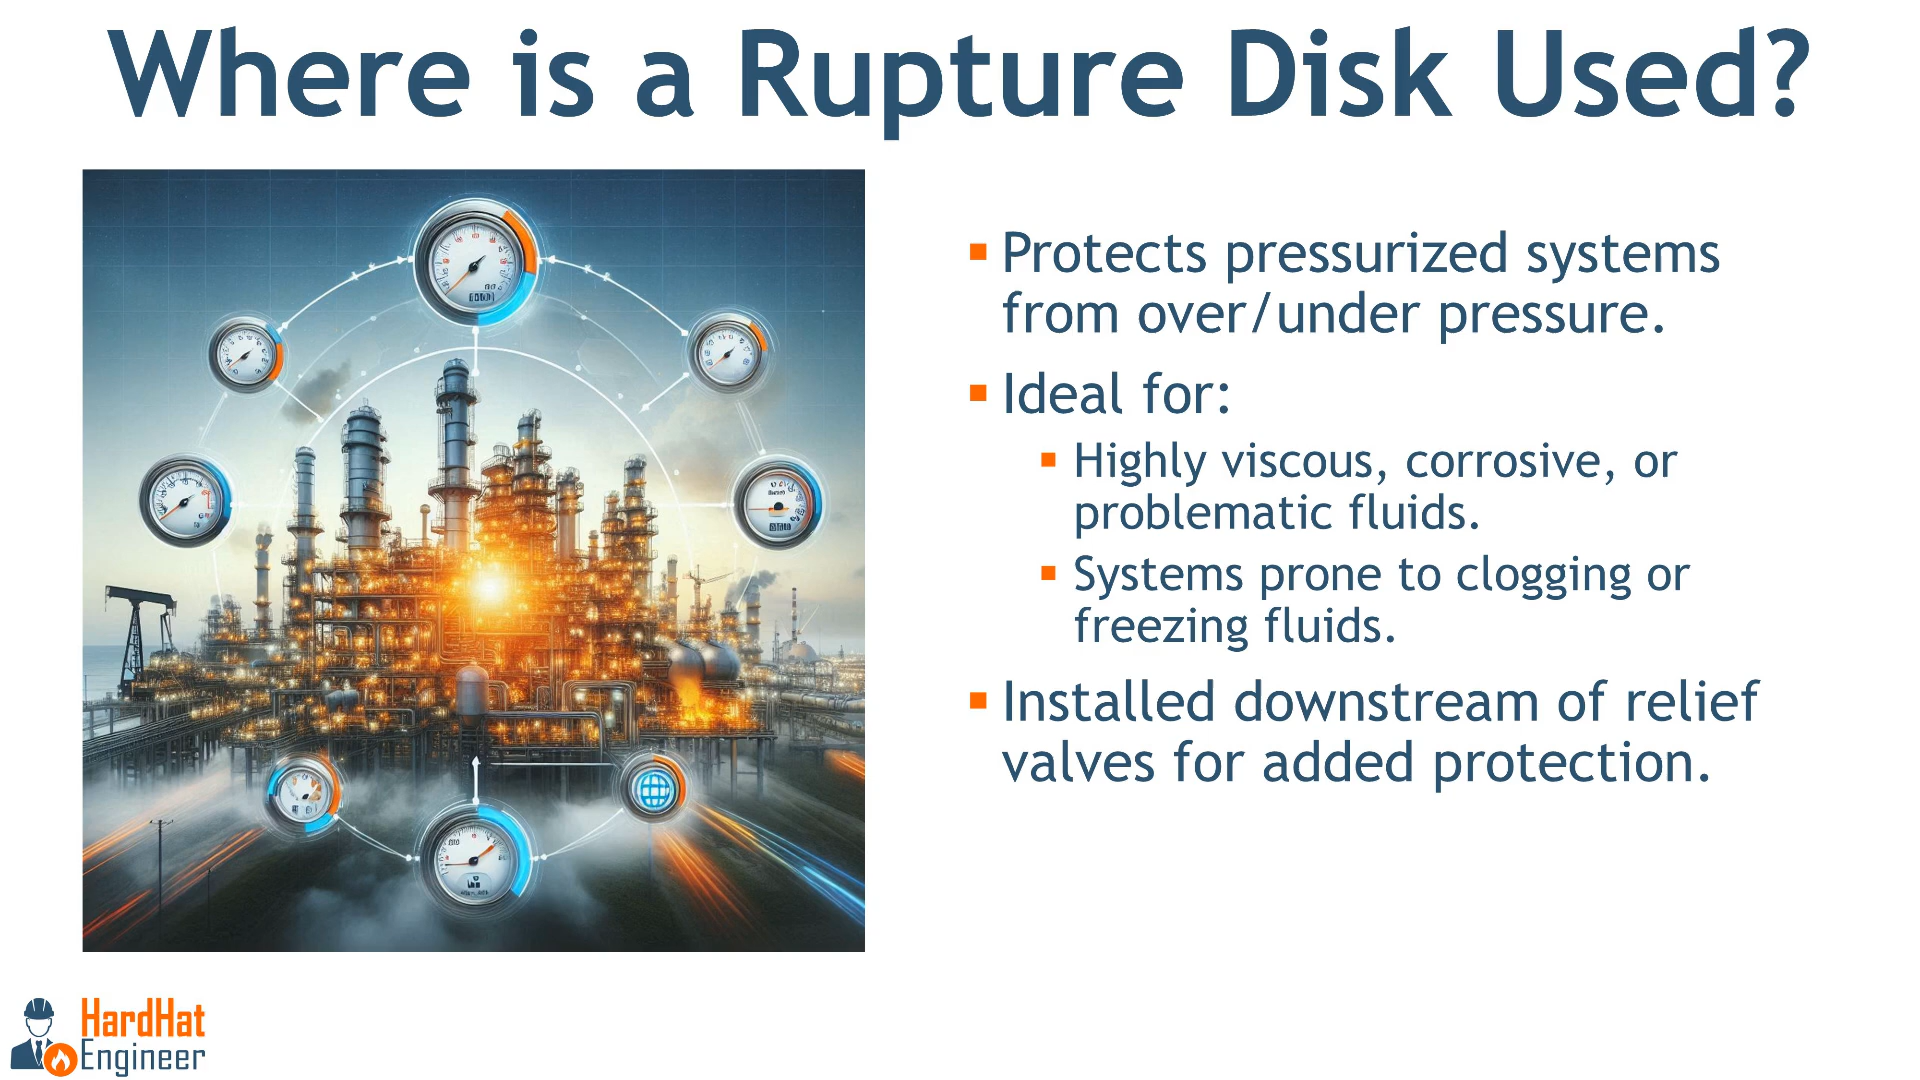 Where is a Rupture Disk Used?
Protects pressurized systems
from over/under pressure.
Ideal for:
Highly viscous, corrosive, or
problematic fluids.
Systems prone to clogging or
freezing fluids.
Installed downstream of relief
valves for added protection.
HardHat
Engineer